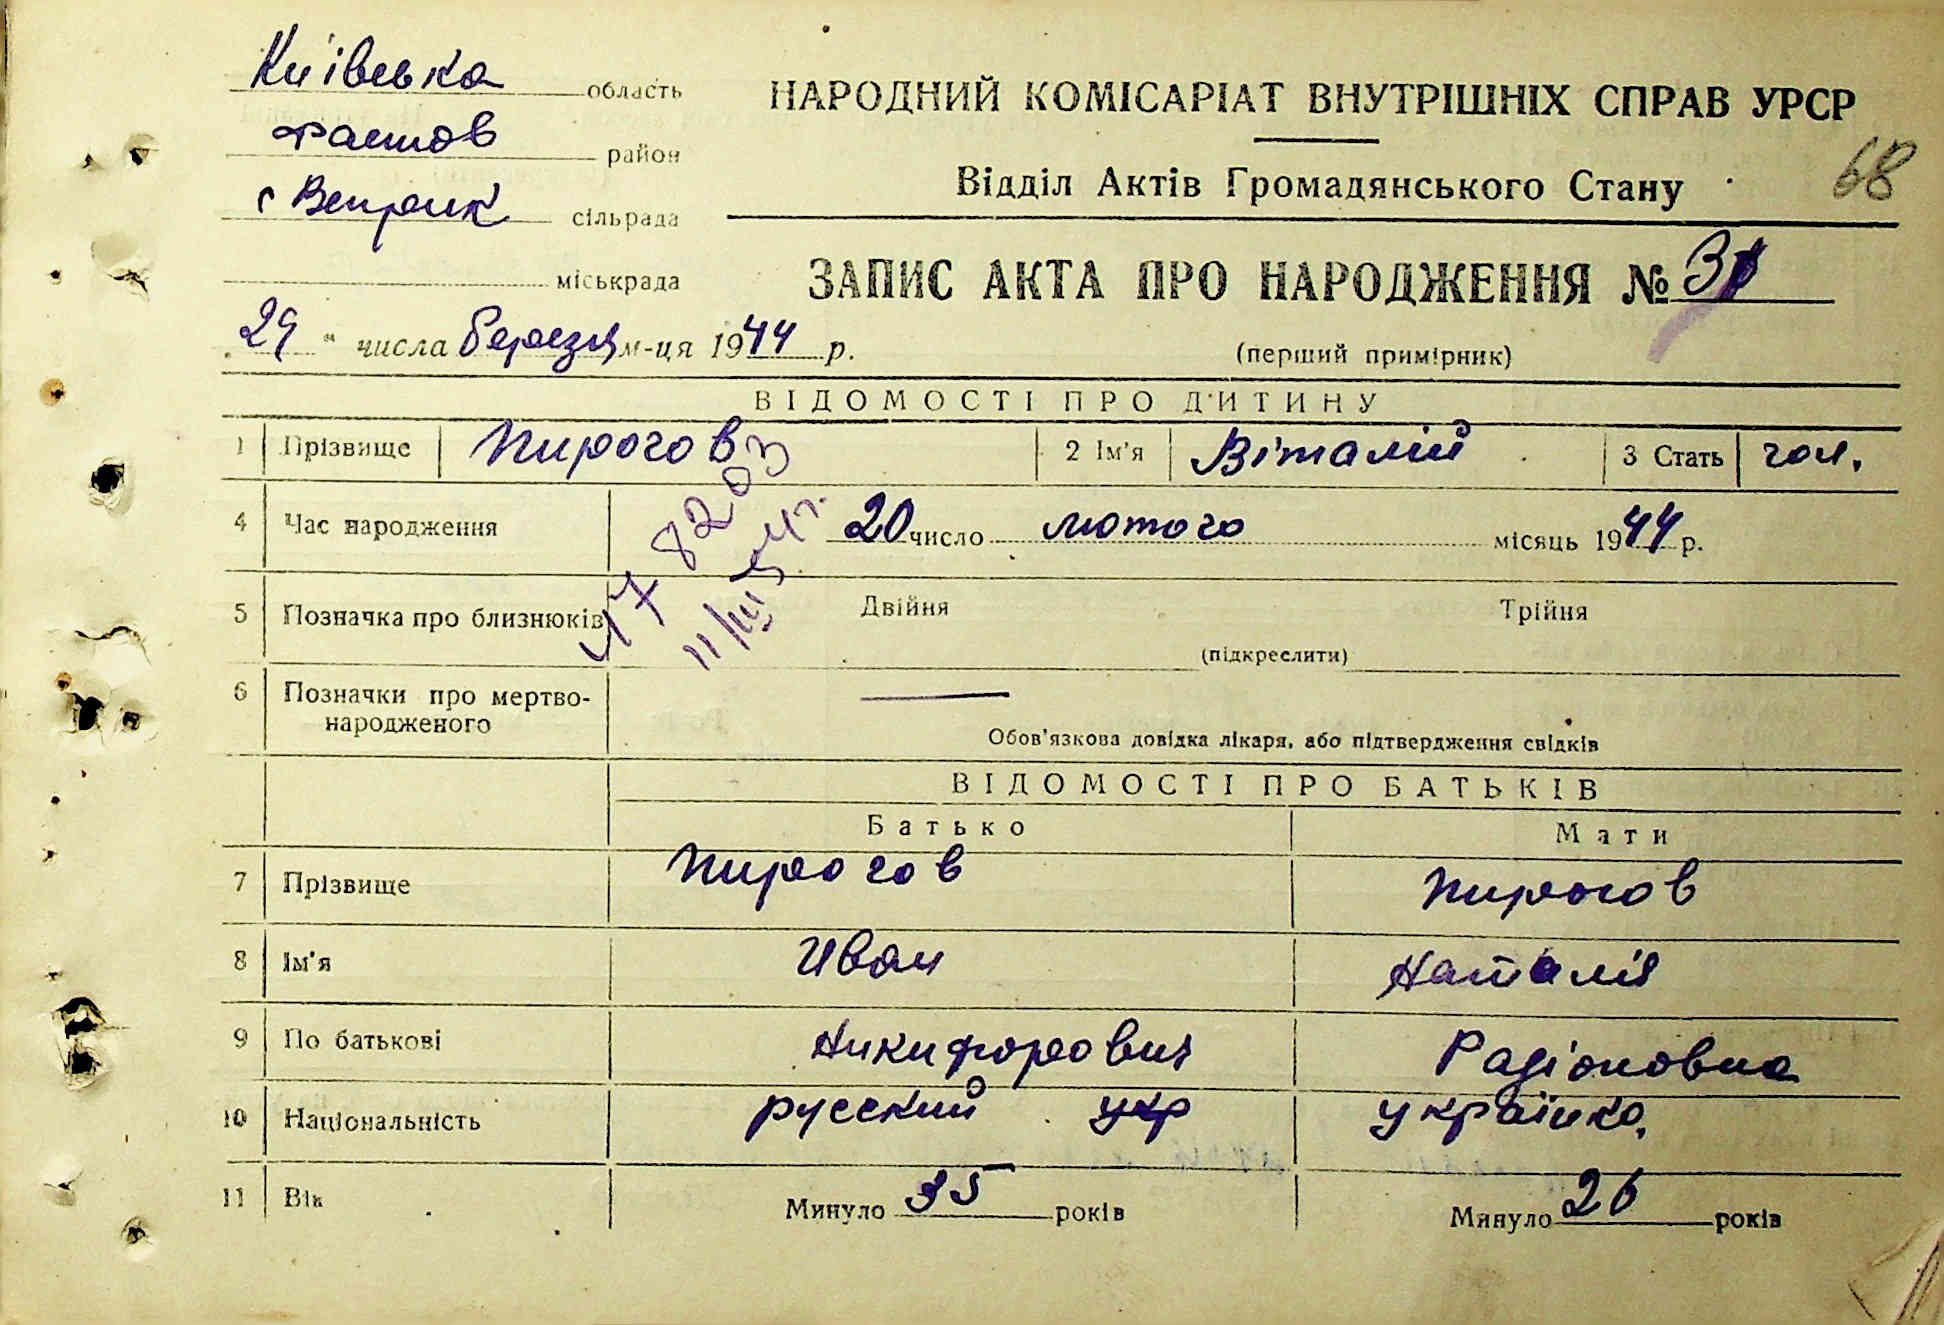 Київська область
Фастов район
с Веприк сільрада
міськрада
НАРОДНИЙ КОМІСАРІАТ ВНУТРІШНІХ СПРАВ УРСР
68
Відділ Актів Громадянського Стану
ЗАПИС АКТА ПРО НАРОДЖЕННЯ № 31
29 " числа березня м-ця 1944 р.
(перший примірник)
ВІДОМОСТІ ПРО ДИТИНУ
1 Прізвище Пирогов 2 Ім'я Віталій 3 Стать чол.
4 Час народження 20 число лютого місяць 1944 р.
5 Позначка про близнюків Двійня Трійня
(підкреслити)
6 Позначки про мертво-
народженого
Обов'язкова довідка лікаря, або підтвердження свідків
ВІДОМОСТІ ПРО БАТЬКІВ
Батько Мати
7 Прізвище Пирогов Пирогов
8 Ім'я Иван Наталія
9 По батькові Никифорович Радіоновна
10 Національність русский укр українка,
11 Вік Минуло 35 років Минуло 26 років